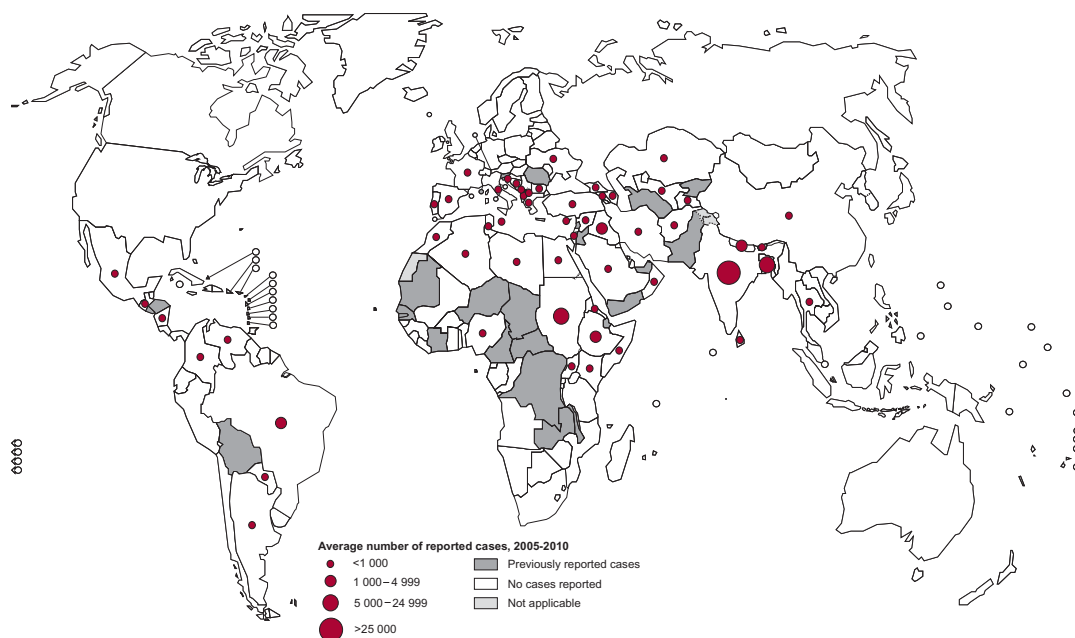 Average number of reported cases, 2005-2010
<1 000
1 000–4 999
5 000–24 999
>25 000
Previously reported cases
No cases reported
Not applicable